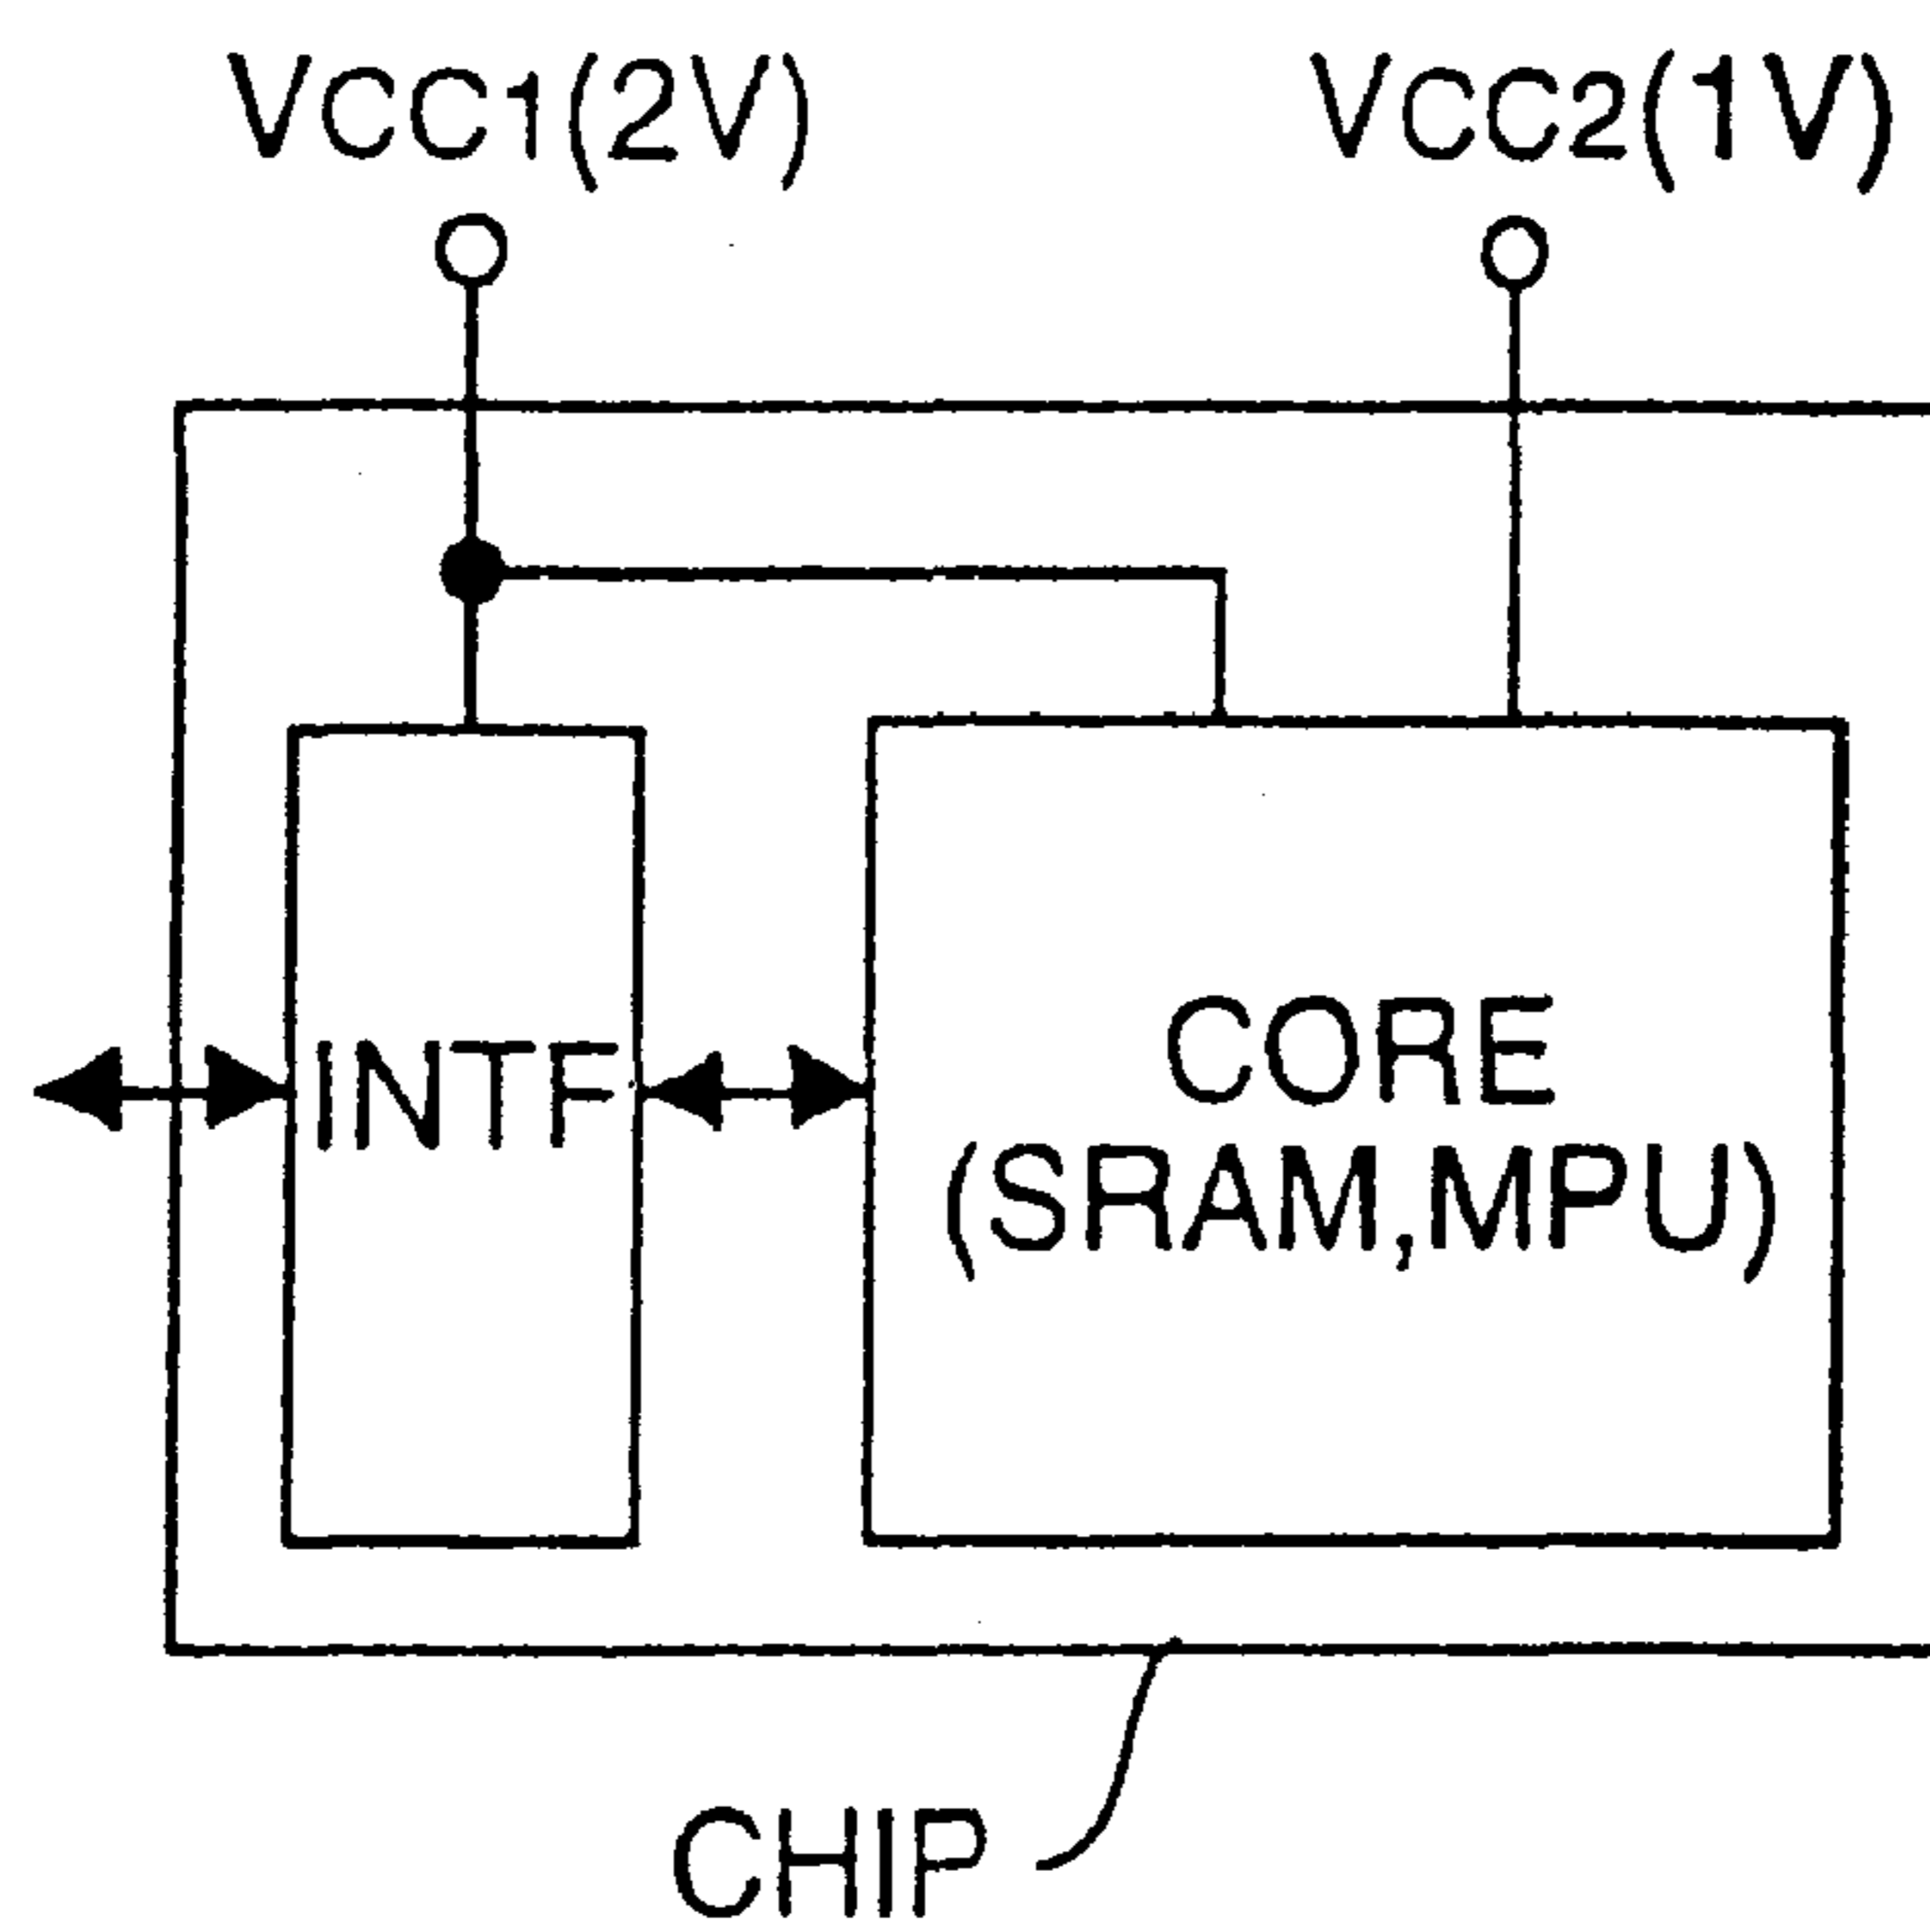 VCC1(2V)
VCC2(1V)
INTF
CORE
(SRAM,MPU)
CHIP